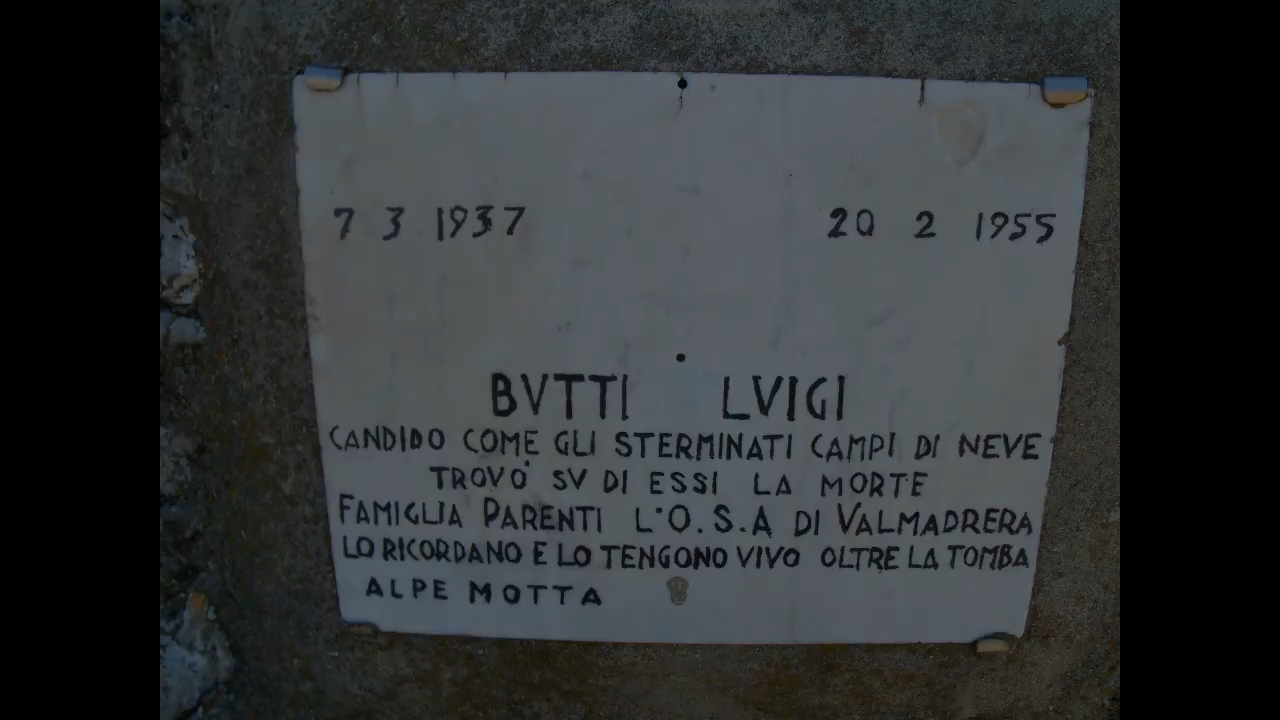 7 3 1937 20 2 1955
BVTTI LVIGI
CANDIDO COME GLI STERMINATI CAMPI DI NEVE
TROVO' SV DI ESSI LA MORTE
FAMIGLIA PARENTI L'O.S.A DI VALMADRERA
LO RICORDANO E LO TENGONO VIVO OLTRE LA TOMBA
ALPE MOTTA